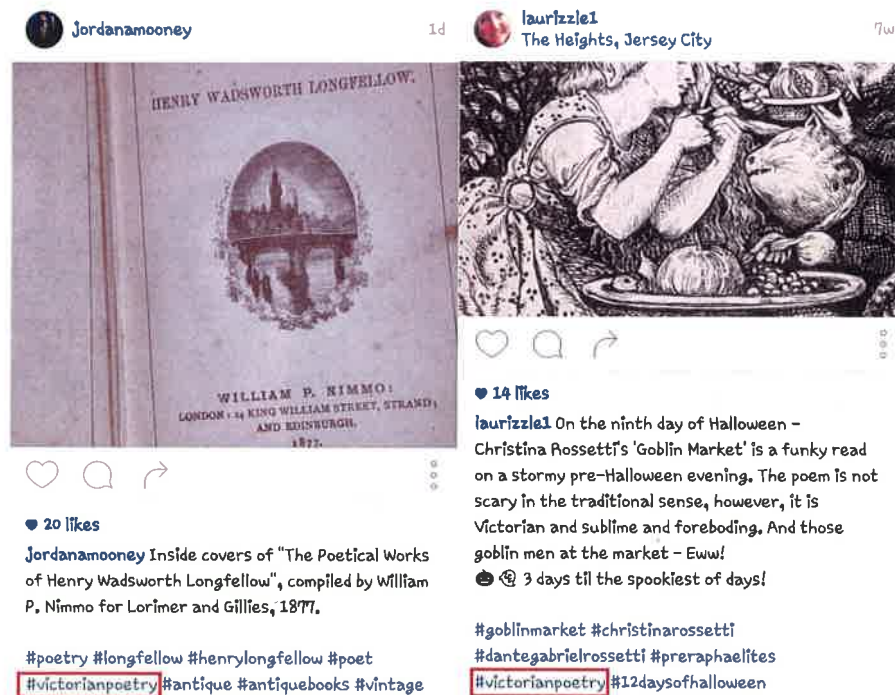 jordanamooney
1d
HENRY WADSWORTH LONGFELLOW.
WILLIAM P. NIMMO:
LONDON: 14 KING WILLIAM STREET, STRAND;
AND EDINBURGH.
1877.
20 likes
jordanamooney Inside covers of "The Poetical Works
of Henry Wadsworth Longfellow", compiled by William
P. Nimmo for Lorimer and Gillies, 1877.
#poetry #longfellow #henrylongfellow #poet
#victorianpoetry #antique #antiquebooks #vintage
laurizzle1
The Heights, Jersey City
7w
14 likes
laurizzle1 On the ninth day of Halloween –
Christina Rossetti's 'Goblin Market' is a funky read
on a stormy pre-Halloween evening. The poem is not
scary in the traditional sense, however, it is
Victorian and sublime and foreboding. And those
goblin men at the market – Eww!
🎃 3 days til the spookiest of days!
#goblinmarket #christinarossetti
#dantegabrielrossetti #preraphaelites
#victorianpoetry #12daysofhalloween